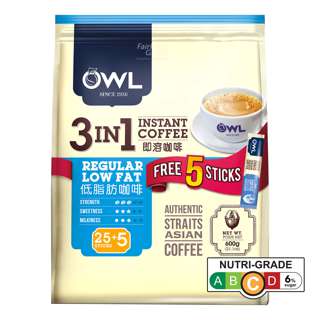 OWL
SINCE 1956
3 IN 1
INSTANT
COFFEE
即溶咖啡
OWL
REGULAR
LOW FAT
低脂肪咖啡
FREE 5 STICKS
STRENGTH
SWEETNESS
MILKINESS
25+5
AUTHENTIC
STRAITS
ASIAN
COFFEE
NET WT.
600g
NUTRI-GRADE
A B C D 6% sugar